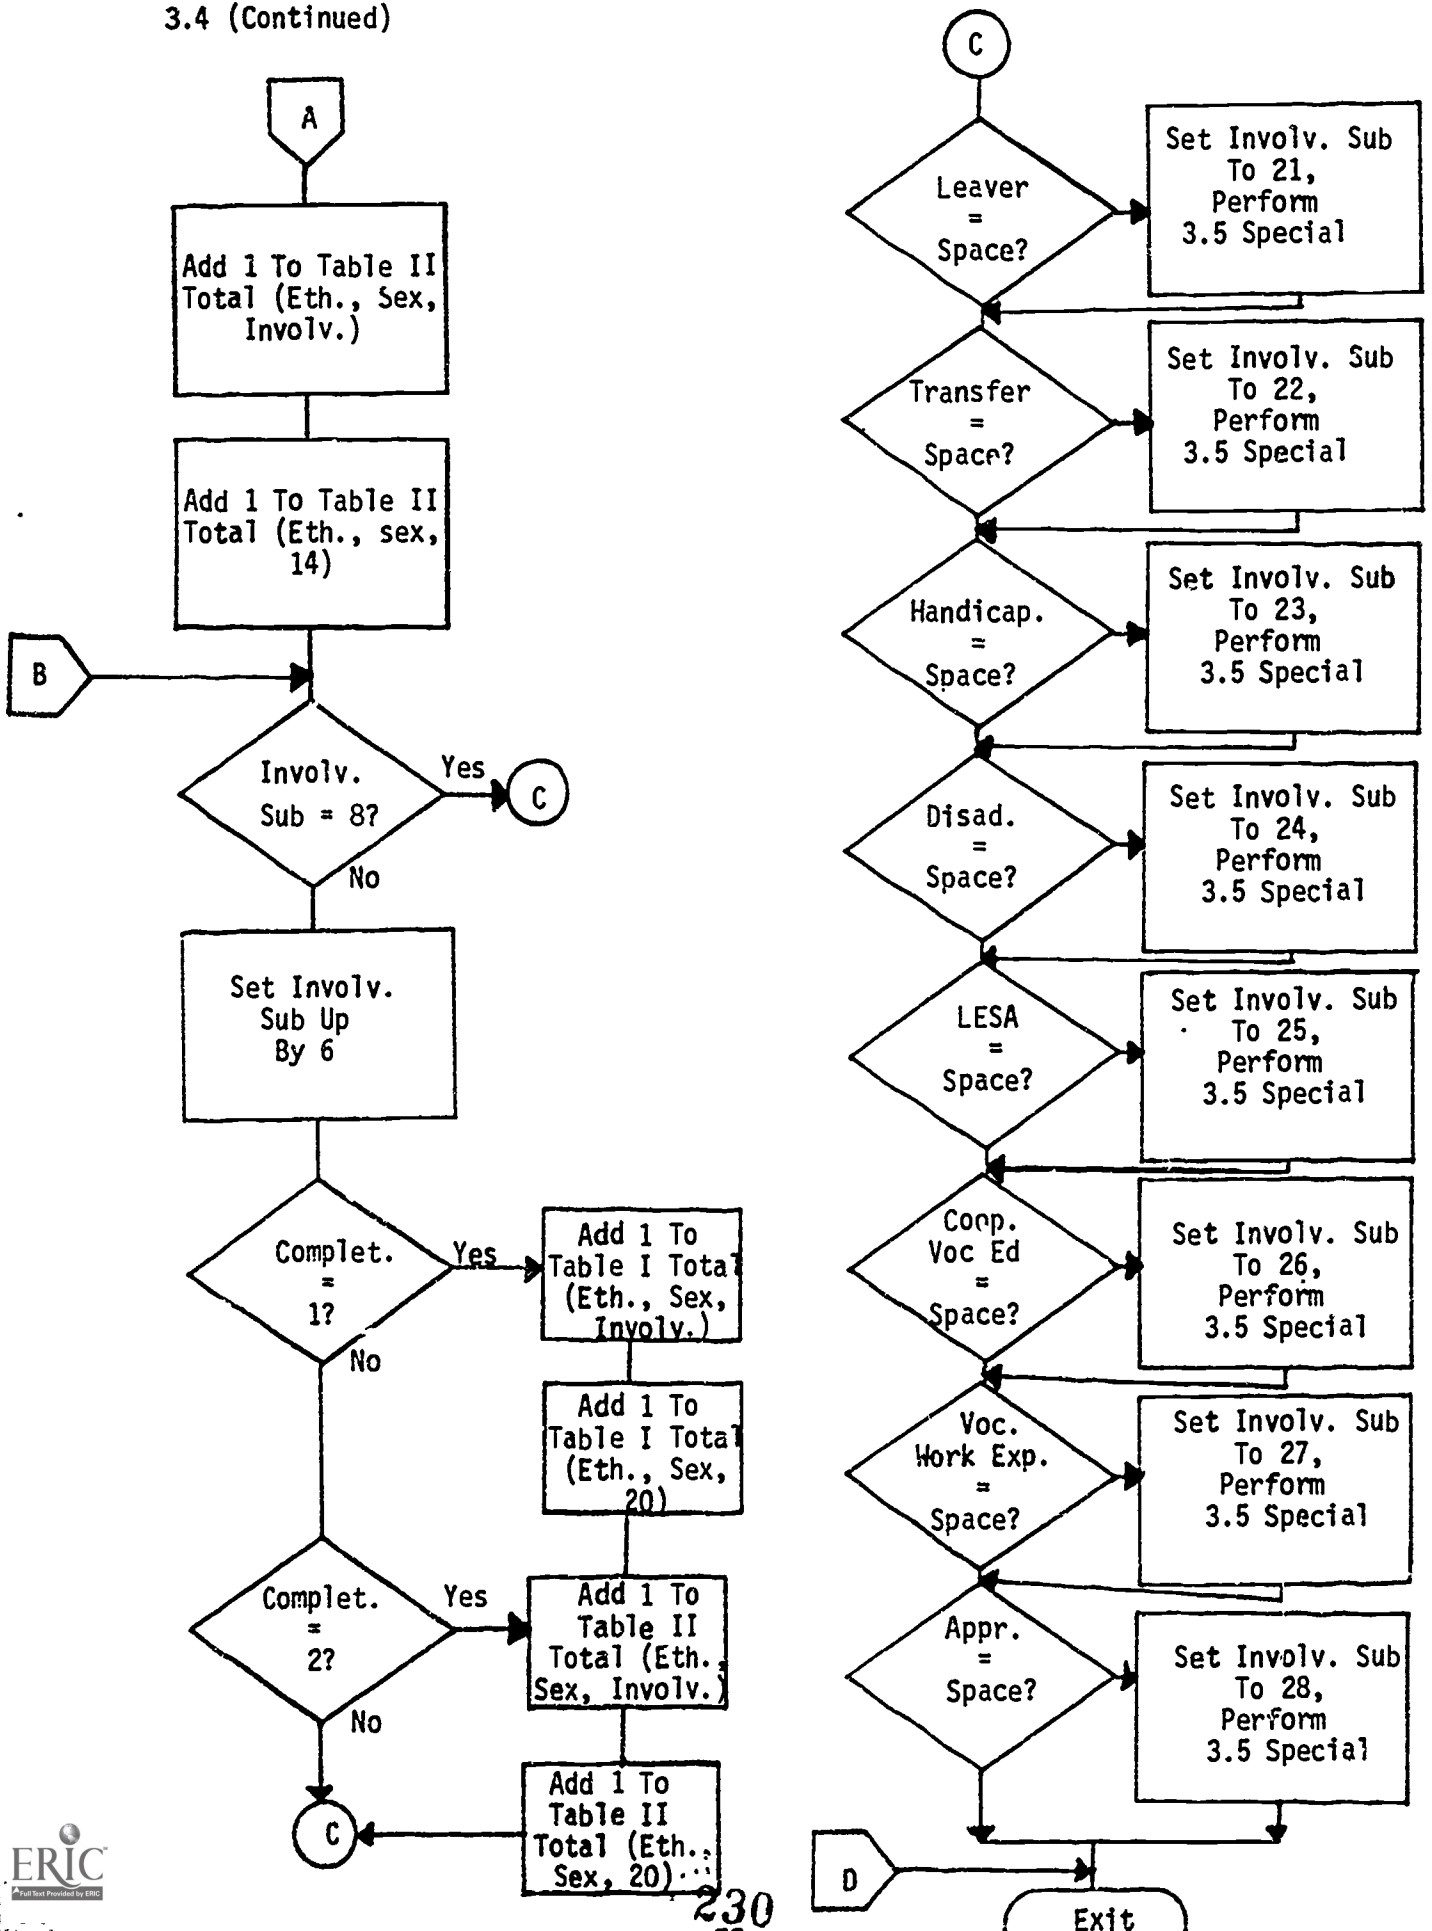 3.4 (Continued)
A
Add 1 To Table II
Total (Eth., Sex,
Involv.)
Add 1 To Table II
Total (Eth., sex,
14)
B
Involv.
Sub = 8?
Yes
C
No
Set Involv.
Sub Up
By 6
Complet.
=
1?
Yes
No
Add 1 To
Table I Total
(Eth., Sex,
Involv.)
Add 1 To
Table I Total
(Eth., Sex,
20)
Complet.
=
2?
Yes
No
Add 1 To
Table II
Total (Eth.,
Sex, Involv.)
Add 1 To
Table II
Total (Eth.,
Sex, 20)
C
C
Leaver
=
Space?
Set Involv. Sub
To 21,
Perform
3.5 Special
Transfer
=
Space?
Set Involv. Sub
To 22,
Perform
3.5 Special
Handicap.
=
Space?
Set Involv. Sub
To 23,
Perform
3.5 Special
Disad.
=
Space?
Set Involv. Sub
To 24,
Perform
3.5 Special
LESA
=
Space?
Set Involv. Sub
To 25,
Perform
3.5 Special
Coop.
Voc Ed
=
Space?
Set Involv. Sub
To 26,
Perform
3.5 Special
Voc.
Work Exp.
=
Space?
Set Involv. Sub
To 27,
Perform
3.5 Special
Appr.
=
Space?
Set Involv. Sub
To 28,
Perform
3.5 Special
D
Exit
230
ERIC
Full Text Provided by ERIC